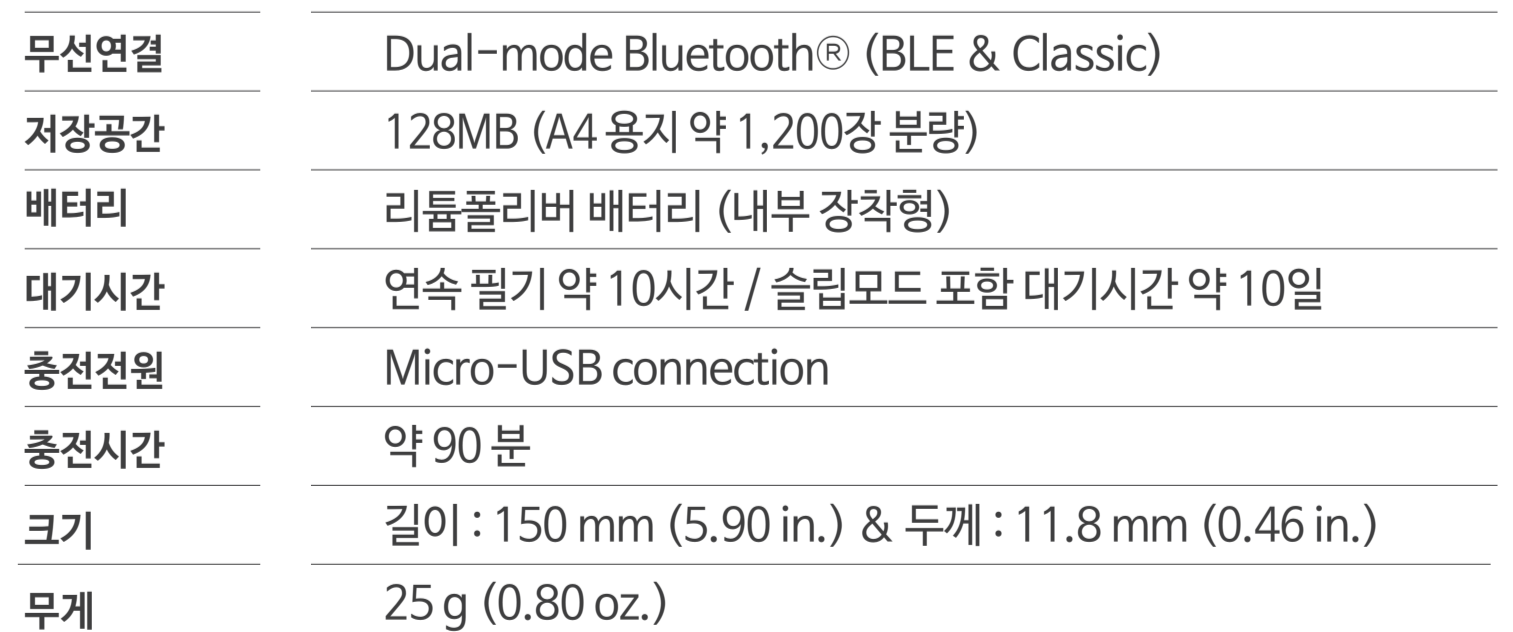 무선연결 Dual-mode Bluetooth® (BLE & Classic)
저장공간 128MB (A4 용지 약 1,200장 분량)
배터리 리튬폴리버 배터리 (내부 장착형)
대기시간 연속 필기 약 10시간 / 슬립모드 포함 대기시간 약 10일
충전전원 Micro-USB connection
충전시간 약 90 분
크기 길이 : 150 mm (5.90 in.) & 두께 : 11.8 mm (0.46 in.)
무게 25 g (0.80 oz.)